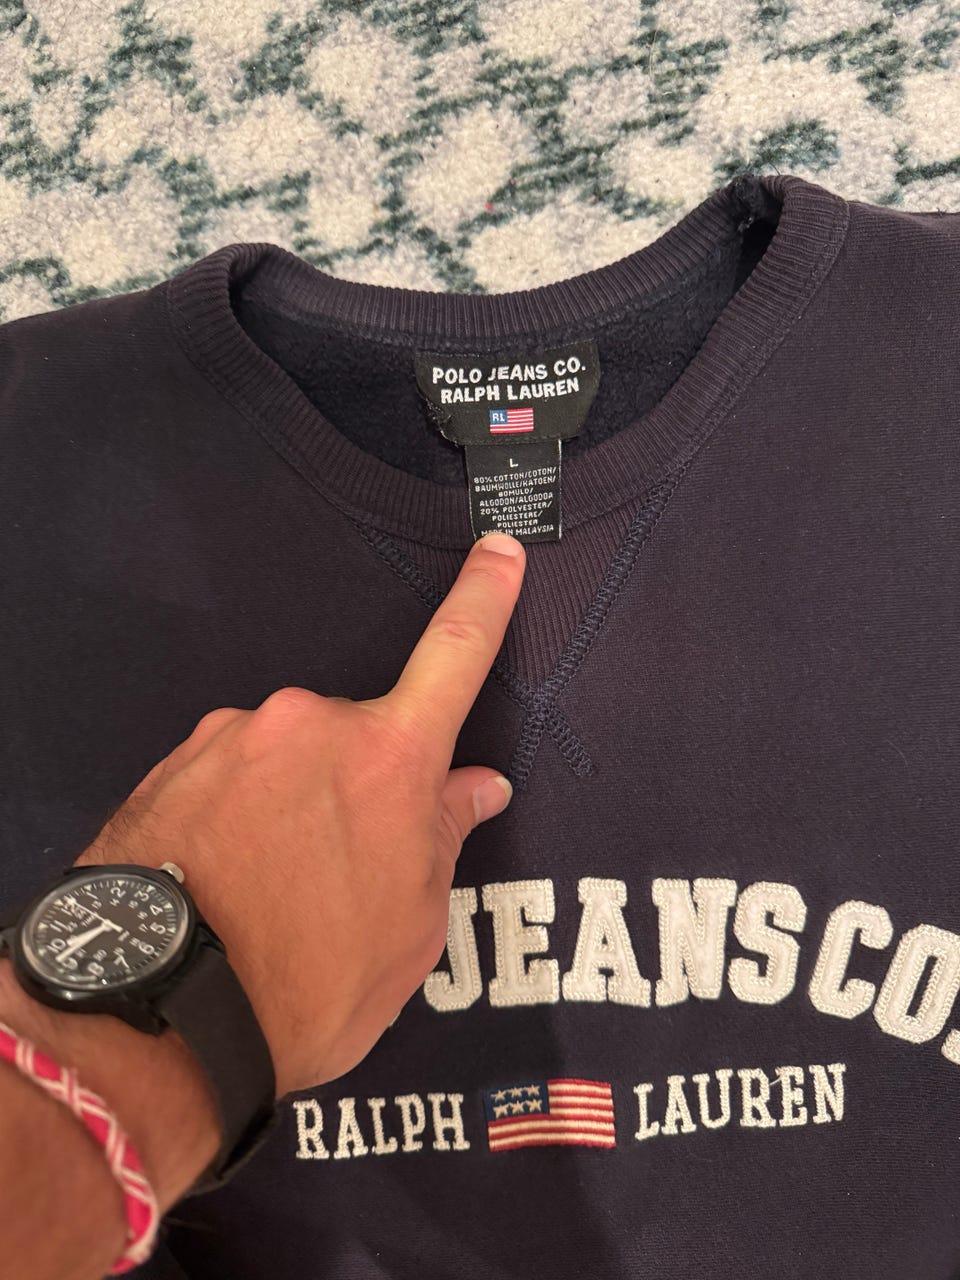 POLO JEANS CO.
RALPH LAUREN
RL
L
80% COTTON/COTON/
BAUMWOLLE/KATOEN/
BOMULD/
ALGODON/ALGODOA
20% POLYESTER/
POLIESTERE/
POLIESTER
MADE IN MALAYSIA
JEANS CO.
RALPH LAUREN